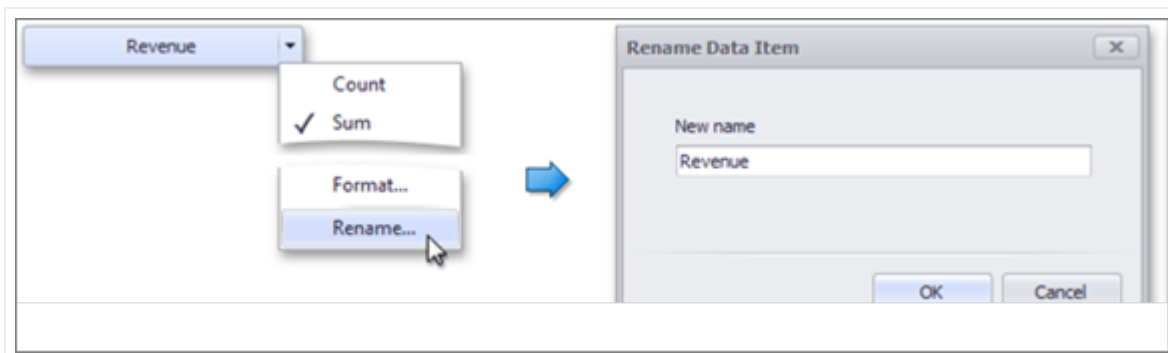 Revenue
Count
Sum
Format...
Rename...
Rename Data Item
New name
Revenue
OK
Cancel